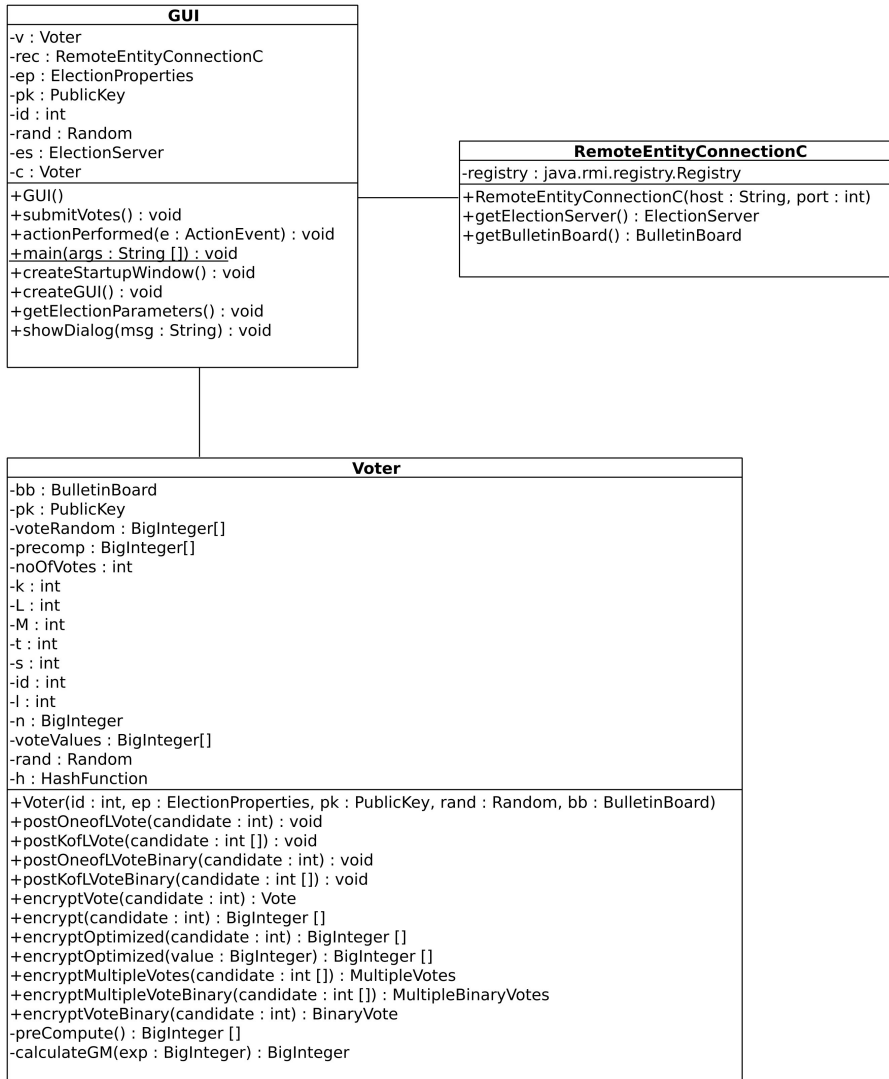 GUI
-v : Voter
-rec : RemoteEntityConnectionC
-ep : ElectionProperties
-pk : PublicKey
-id : int
-rand : Random
-es : ElectionServer
-c : Voter
+GUI()
+submitVotes() : void
+actionPerformed(e : ActionEvent) : void
+main(args : String []) : void
+createStartupWindow() : void
+createGUI() : void
+getElectionParameters() : void
+showDialog(msg : String) : void
RemoteEntityConnectionC
-registry : java.rmi.registry.Registry
+RemoteEntityConnectionC(host : String, port : int)
+getElectionServer() : ElectionServer
+getBulletinBoard() : BulletinBoard
Voter
-bb : BulletinBoard
-pk : PublicKey
-voteRandom : BigInteger[]
-precomp : BigInteger[]
-noOfVotes : int
-k : int
-L : int
-M : int
-t : int
-s : int
-id : int
-l : int
-n : BigInteger
-voteValues : BigInteger[]
-rand : Random
-h : HashFunction
+Voter(id : int, ep : ElectionProperties, pk : PublicKey, rand : Random, bb : BulletinBoard)
+postOneofLVote(candidate : int) : void
+postKofLVote(candidate : int []) : void
+postOneofLVoteBinary(candidate : int) : void
+postKofLVoteBinary(candidate : int []) : void
+encryptVote(candidate : int) : Vote
+encrypt(candidate : int) : BigInteger []
+encryptOptimized(candidate : int) : BigInteger []
+encryptOptimized(value : BigInteger) : BigInteger []
+encryptMultipleVotes(candidate : int []) : MultipleVotes
+encryptMultipleVoteBinary(candidate : int []) : MultipleBinaryVotes
+encryptVoteBinary(candidate : int) : BinaryVote
-preCompute() : BigInteger []
-calculateGM(exp : BigInteger) : BigInteger